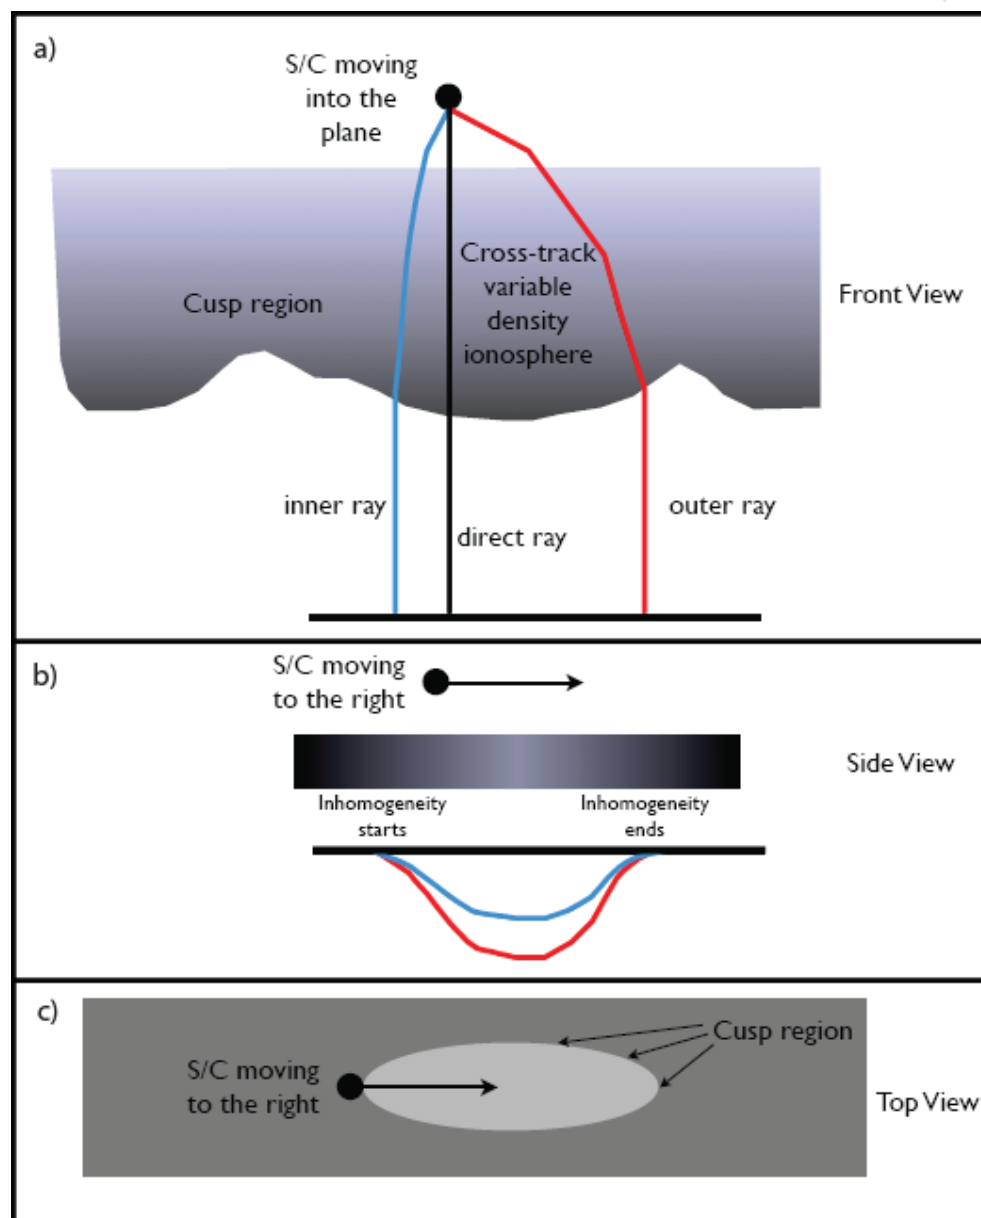 a)
S/C moving
into the
plane
Cusp region
Cross-track
variable
density
ionosphere
Front View
inner ray
direct ray
outer ray
b)
S/C moving
to the right
Side View
Inhomogeneity
starts
Inhomogeneity
ends
c)
S/C moving
to the right
Cusp region
Top View